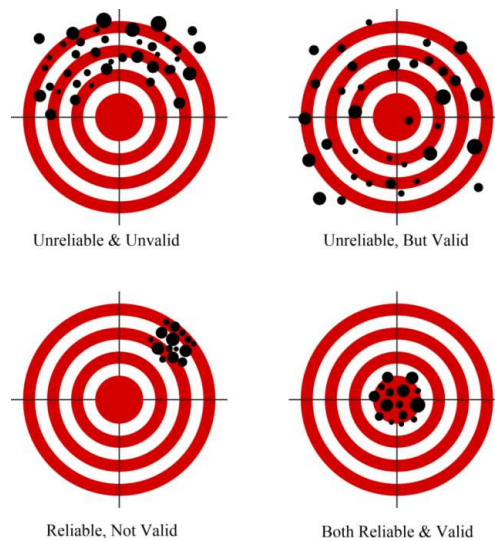 Unreliable & Unvalid
Unreliable, But Valid
Reliable, Not Valid
Both Reliable & Valid